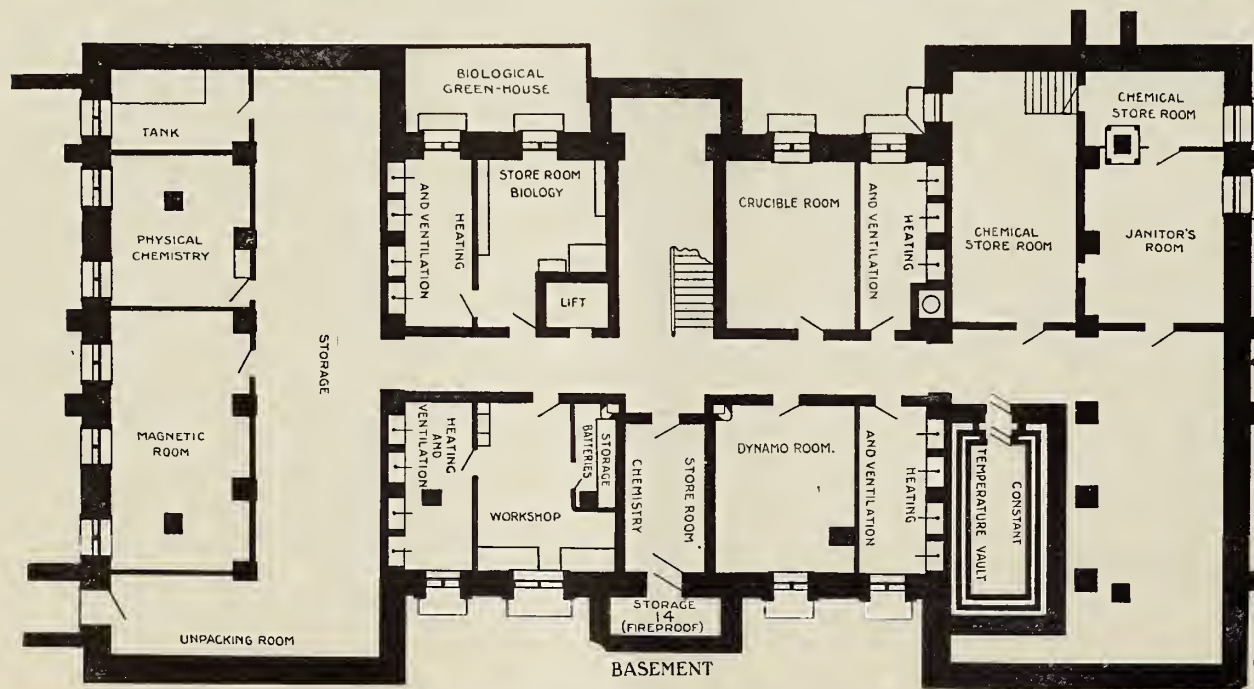 BIOLOGICAL
GREEN-HOUSE
CHEMICAL
STORE ROOM
TANK
STORE ROOM
BIOLOGY
HEATING
AND VENTILATION
CRUCIBLE ROOM
HEATING
AND VENTILATION
CHEMICAL
STORE ROOM
JANITOR'S
ROOM
PHYSICAL
CHEMISTRY
LIFT
STORAGE
MAGNETIC
ROOM
HEATING
AND
VENTILATION
STORAGE
BATTERIES
WORKSHOP
STORE ROOM
CHEMISTRY
DYNAMO ROOM.
HEATING
AND VENTILATION
CONSTANT
TEMPERATURE VAULT
UNPACKING ROOM
STORAGE
14
(FIREPROOF)
BASEMENT